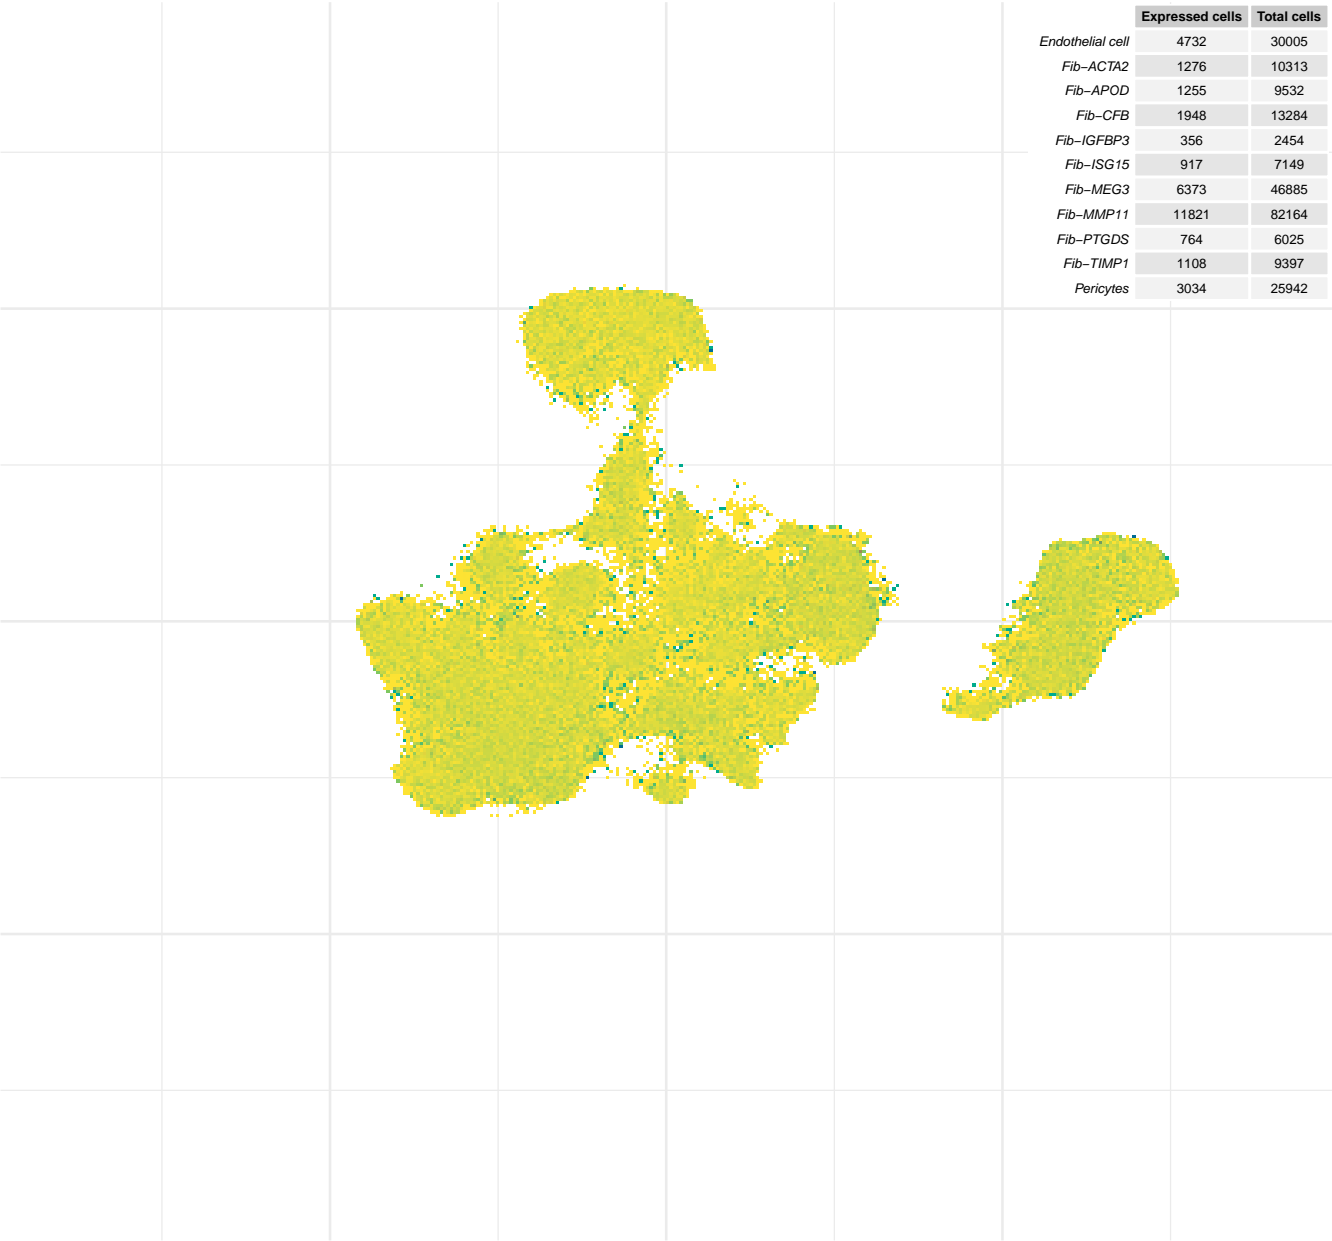 Expressed cells Total cells
Endothelial cell 4732 30005
Fib−ACTA2 1276 10313
Fib−APOD 1255 9532
Fib−CFB 1948 13284
Fib−IGFBP3 356 2454
Fib−ISG15 917 7149
Fib−MEG3 6373 46885
Fib−MMP11 11821 82164
Fib−PTGDS 764 6025
Fib−TIMP1 1108 9397
Pericytes 3034 25942